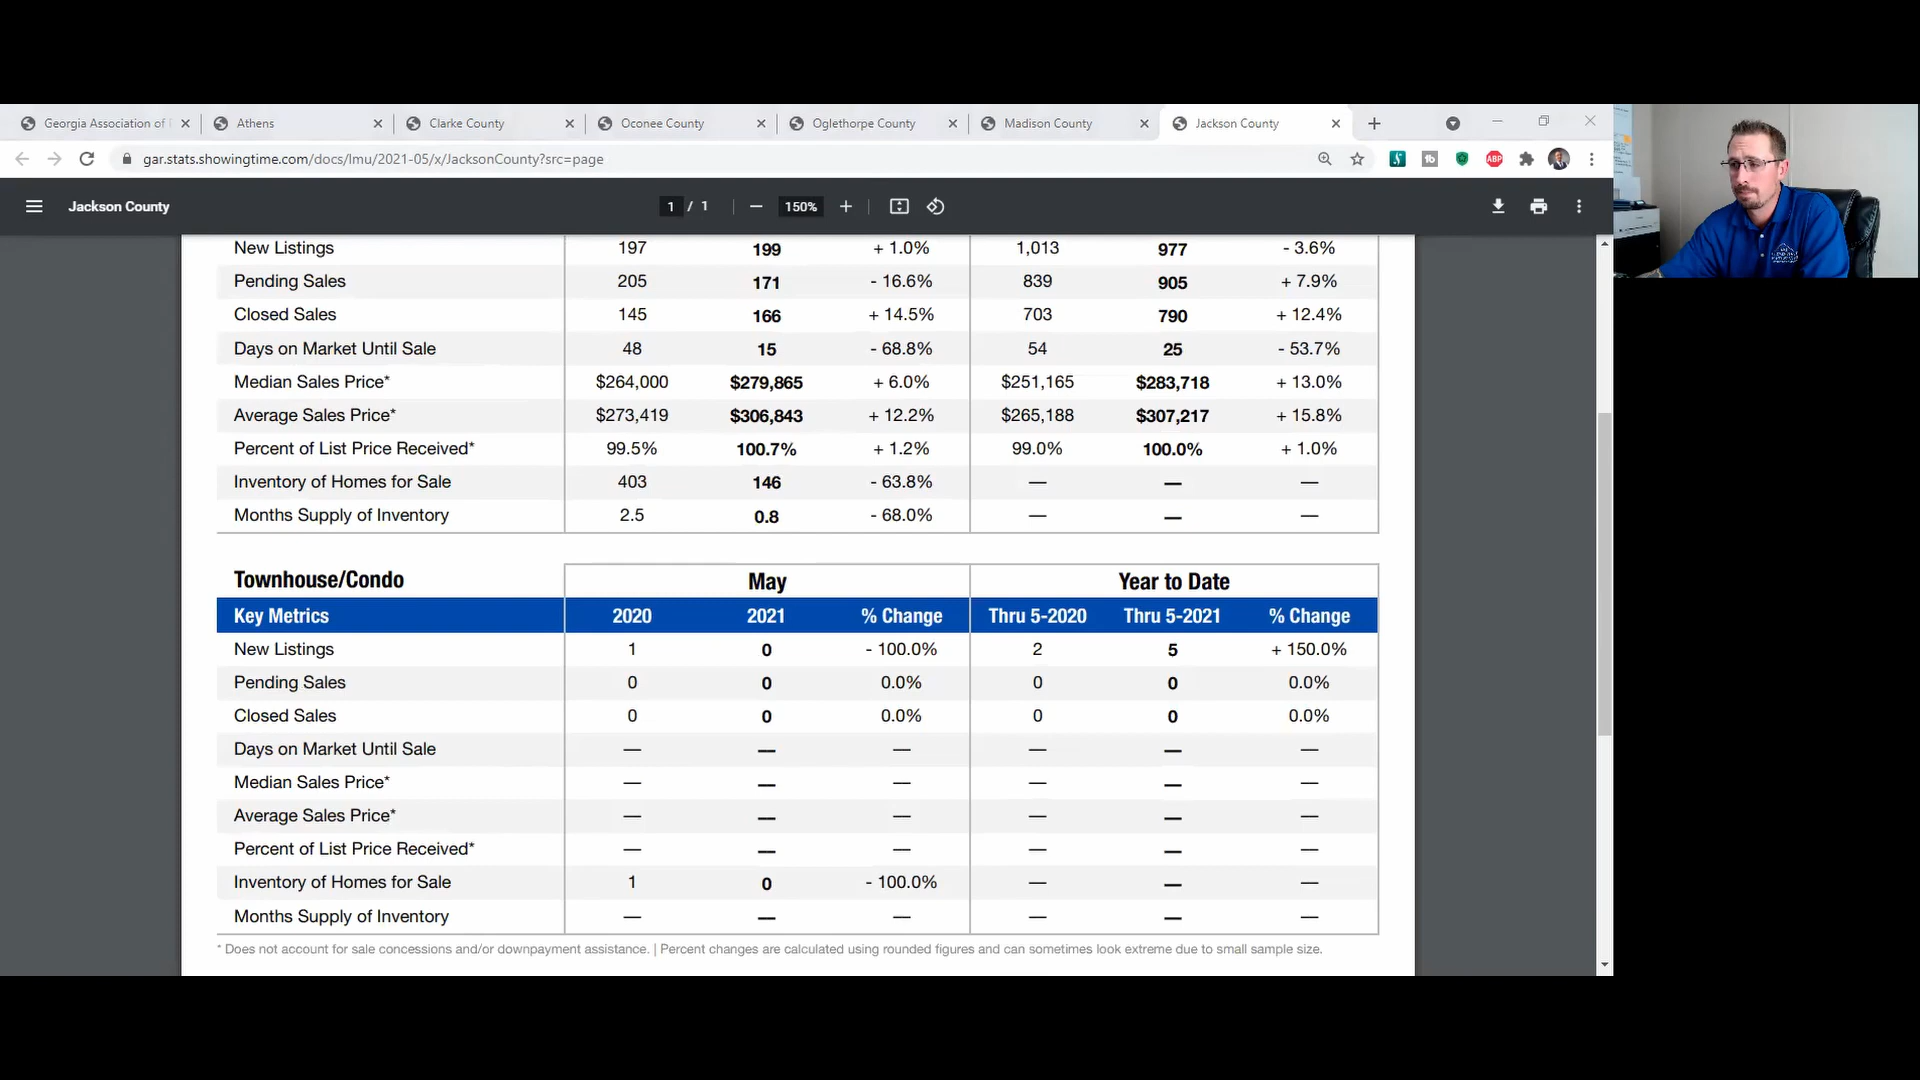 Georgia Association of
Athens
Clarke County
Oconee County
Oglethorpe County
Madison County
Jackson County
gar.stats.showingtime.com/docs/lmu/2021-05/x/JacksonCounty?src=page
ABP
Jackson County
1 / 1
150%
New Listings 197 199 + 1.0% 1,013 977 - 3.6%
Pending Sales 205 171 - 16.6% 839 905 + 7.9%
Closed Sales 145 166 + 14.5% 703 790 + 12.4%
Days on Market Until Sale 48 15 - 68.8% 54 25 - 53.7%
Median Sales Price* $264,000 $279,865 + 6.0% $251,165 $283,718 + 13.0%
Average Sales Price* $273,419 $306,843 + 12.2% $265,188 $307,217 + 15.8%
Percent of List Price Received* 99.5% 100.7% + 1.2% 99.0% 100.0% + 1.0%
Inventory of Homes for Sale 403 146 - 63.8% — — —
Months Supply of Inventory 2.5 0.8 - 68.0% — — —
Townhouse/Condo May Year to Date
Key Metrics 2020 2021 % Change Thru 5-2020 Thru 5-2021 % Change
New Listings 1 0 - 100.0% 2 5 + 150.0%
Pending Sales 0 0 0.0% 0 0 0.0%
Closed Sales 0 0 0.0% 0 0 0.0%
Days on Market Until Sale — — — — — —
Median Sales Price* — — — — — —
Average Sales Price* — — — — — —
Percent of List Price Received* — — — — — —
Inventory of Homes for Sale 1 0 - 100.0% — — —
Months Supply of Inventory — — — — — —
* Does not account for sale concessions and/or downpayment assistance. | Percent changes are calculated using rounded figures and can sometimes look extreme due to small sample size.